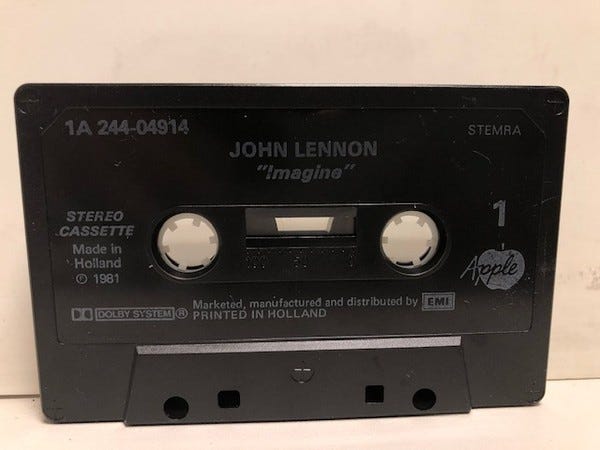 1A 244-04914
STEMRA
JOHN LENNON
"Imagine"
STEREO
CASSETTE
Made in
Holland
℗ 1981
1
Apple
DOLBY SYSTEM ®
Marketed, manufactured and distributed by EMI
PRINTED IN HOLLAND